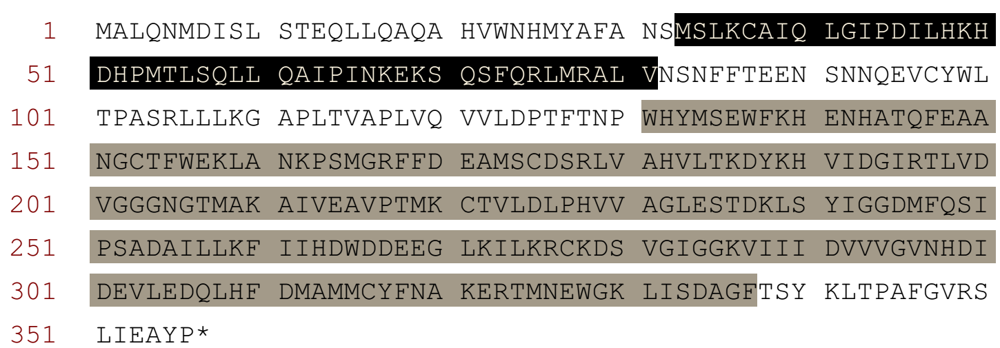 1 MALQNMDISL STEQLLQAQA HVWNHMYAFA NSMSLKCAIQ LGIPDILHKH
51 DHPMTLSQLL QAIPINKEKS QSFQRLMRAL VNSNFFTEEN SNNQEVCYWL
101 TPASRLLLKG APLTVAPLVQ VVLDPTFTNP WHYMSEWFKH ENHATQFEAA
151 NGCTFWEKLA NKPSMGRFFD EAMSCDSRLV AHVLTKDYKH VIDGIRTLVD
201 VGGGNGTMAK AIVEAVPTMK CTVLDLPHVV AGLESTDKLS YIGGDMFQSI
251 PSADAILLKF IIHDWDDEEG LKILKRCKDS VGIGGKVIII DVVVGVNHDI
301 DEVLEDQLHF DMAMMCYFNA KERTMNEWGK LISDAGFTSY KLTPAFGVRS
351 LIEAYP*